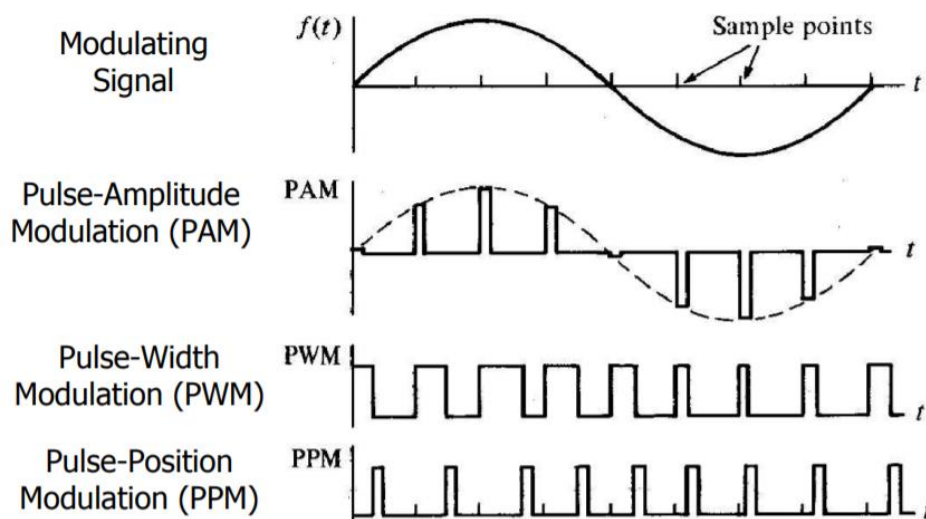 Modulating
Signal
f(t)
Sample points
t
Pulse-Amplitude
Modulation (PAM)
PAM
t
Pulse-Width
Modulation (PWM)
PWM
t
Pulse-Position
Modulation (PPM)
PPM
t